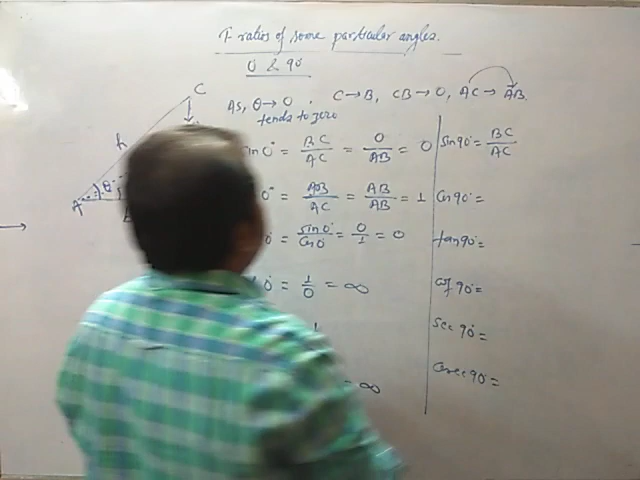 T ratios of some particular angles.
0 & 90°
As, θ→0, C→B, CB→0, AC→AB
tends to zero
C
h
A θ
sin 0° = BC/AC = 0/AB = 0
0° = AB/AC = AB/AB = 1
0° = sin 0°/cos 0° = 0/1 = 0
0° = 1/0 = ∞
1
= ∞
sin 90° = BC/AC
cos 90° =
tan 90° =
cot 90° =
sec 90° =
cosec 90° =